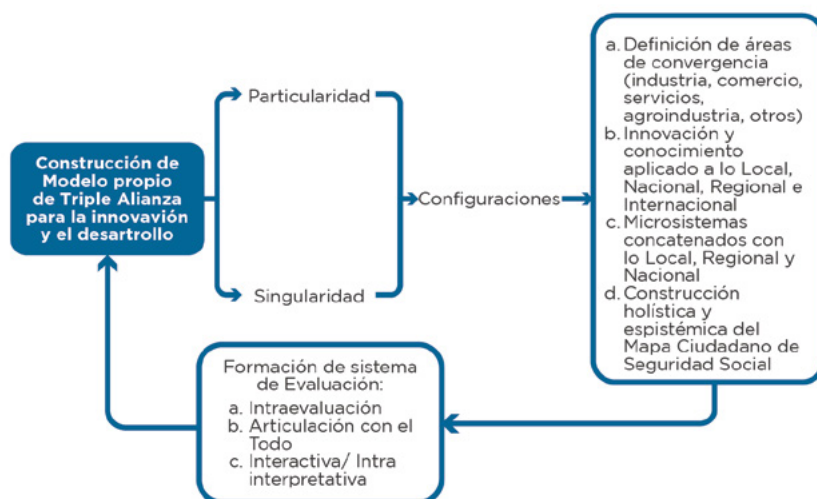 Construcción de
Modelo propio
de Triple Alianza
para la innovavión
y el desartrollo
Particularidad
Singularidad
Configuraciones
a. Definición de áreas
de convergencia
(industria, comercio,
servicios,
agroindustria, otros)
b. Innovación y
conocimiento
aplicado a lo Local,
Nacional, Regional e
Internacional
c. Microsistemas
concatenados con
lo Local, Regional y
Nacional
d. Construcción
holística y
espistémica del
Mapa Ciudadano de
Seguridad Social
Formación de sistema
de Evaluación:
a. Intraevaluación
b. Articulación con el
Todo
c. Interactiva/ Intra
interpretativa